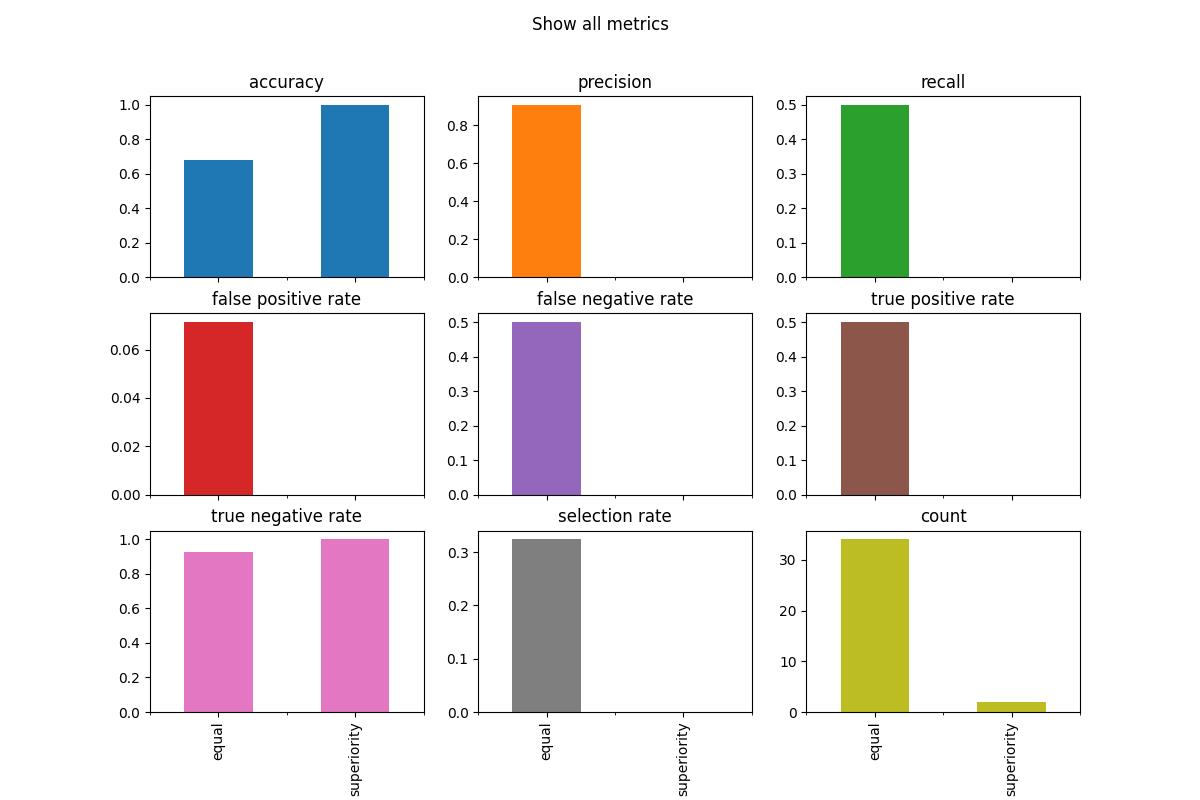 Show all metrics
accuracy
1.0
0.8
0.6
0.4
0.2
0.0
precision
0.8
0.6
0.4
0.2
0.0
recall
0.5
0.4
0.3
0.2
0.1
0.0
false positive rate
0.06
0.04
0.02
0.00
false negative rate
0.5
0.4
0.3
0.2
0.1
0.0
true positive rate
0.5
0.4
0.3
0.2
0.1
0.0
true negative rate
1.0
0.8
0.6
0.4
0.2
0.0
equal
superiority
selection rate
0.3
0.2
0.1
0.0
equal
superiority
count
30
20
10
0
equal
superiority